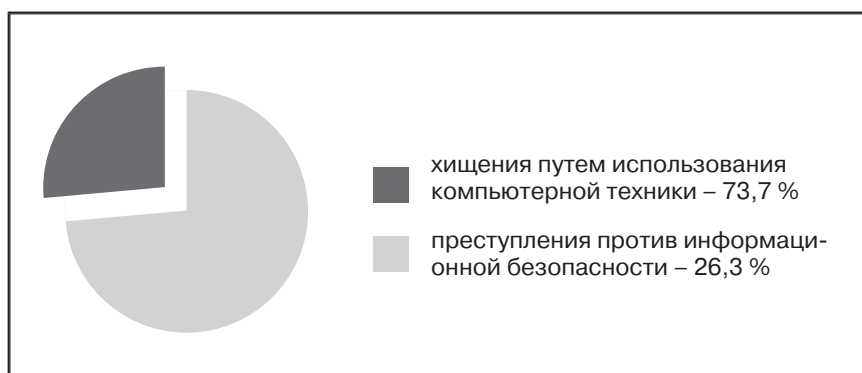 хищения путем использования
компьютерной техники – 73,7 %
преступления против информаци-
онной безопасности – 26,3 %